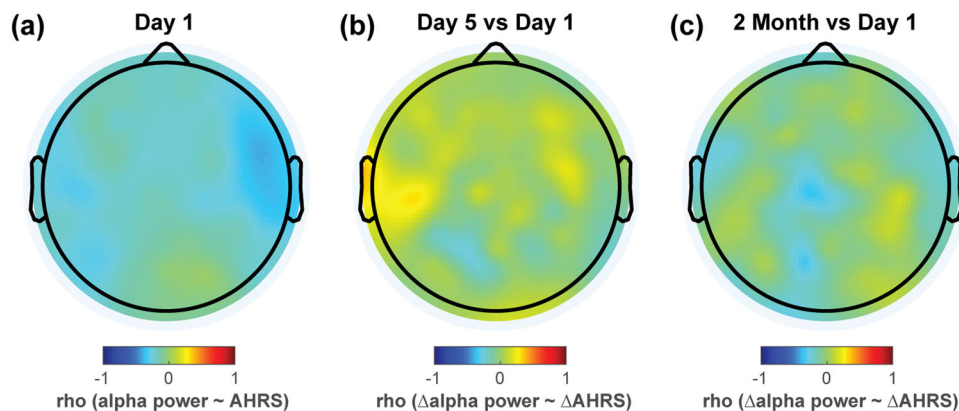 (a) Day 1
(b) Day 5 vs Day 1
(c) 2 Month vs Day 1
-1 0 1
rho (alpha power ~ AHRS)
-1 0 1
rho (Δalpha power ~ ΔAHRS)
-1 0 1
rho (Δalpha power ~ ΔAHRS)